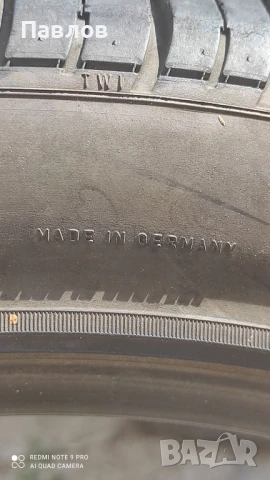 Павлов
TWI
MADE IN GERMANY
REDMI NOTE 9 PRO
AI QUAD CAMERA
BAZAR